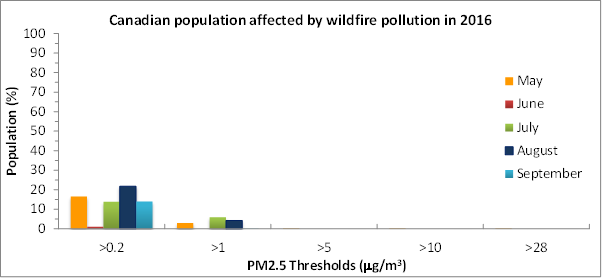 Canadian population affected by wildfire pollution in 2016
100
90
80
70
60
50
40
30
20
10
0
Population (%)
>0.2 >1 >5 >10 >28
PM2.5 Thresholds (µg/m³)
May
June
July
August
September